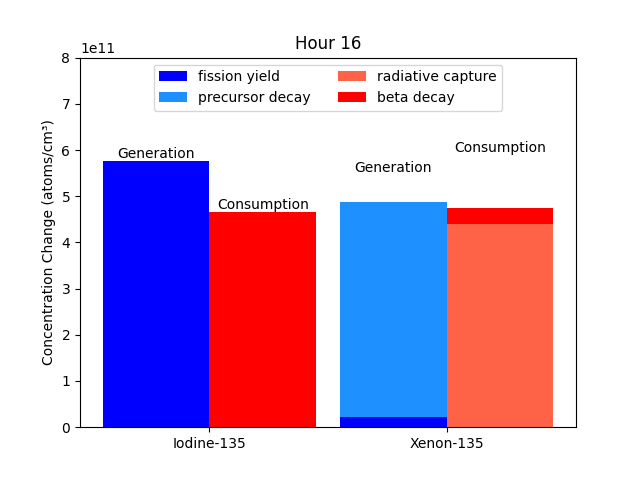 Hour 16
1e11
8
7
6
5
4
3
2
1
0
Concentration Change (atoms/cm³)
fission yield
precursor decay
radiative capture
beta decay
Generation
Consumption
Generation
Consumption
Iodine-135
Xenon-135